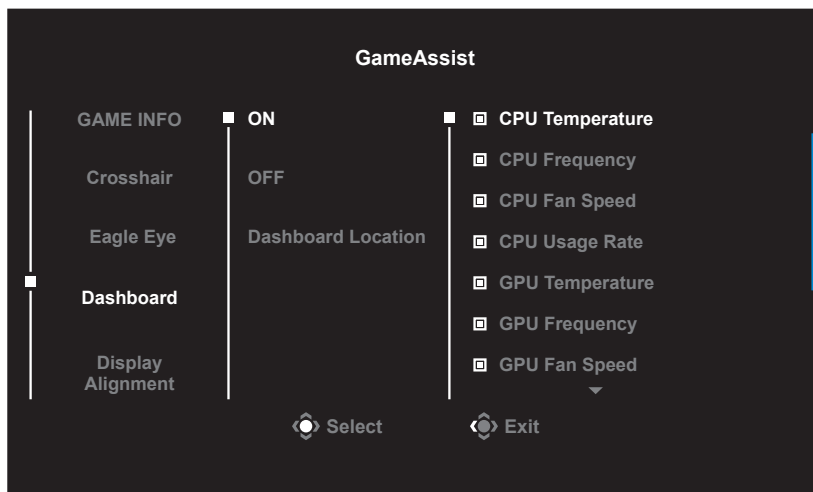 GameAssist
GAME INFO
Crosshair
Eagle Eye
Dashboard
Display
Alignment
ON
OFF
Dashboard Location
CPU Temperature
CPU Frequency
CPU Fan Speed
CPU Usage Rate
GPU Temperature
GPU Frequency
GPU Fan Speed
Select
Exit